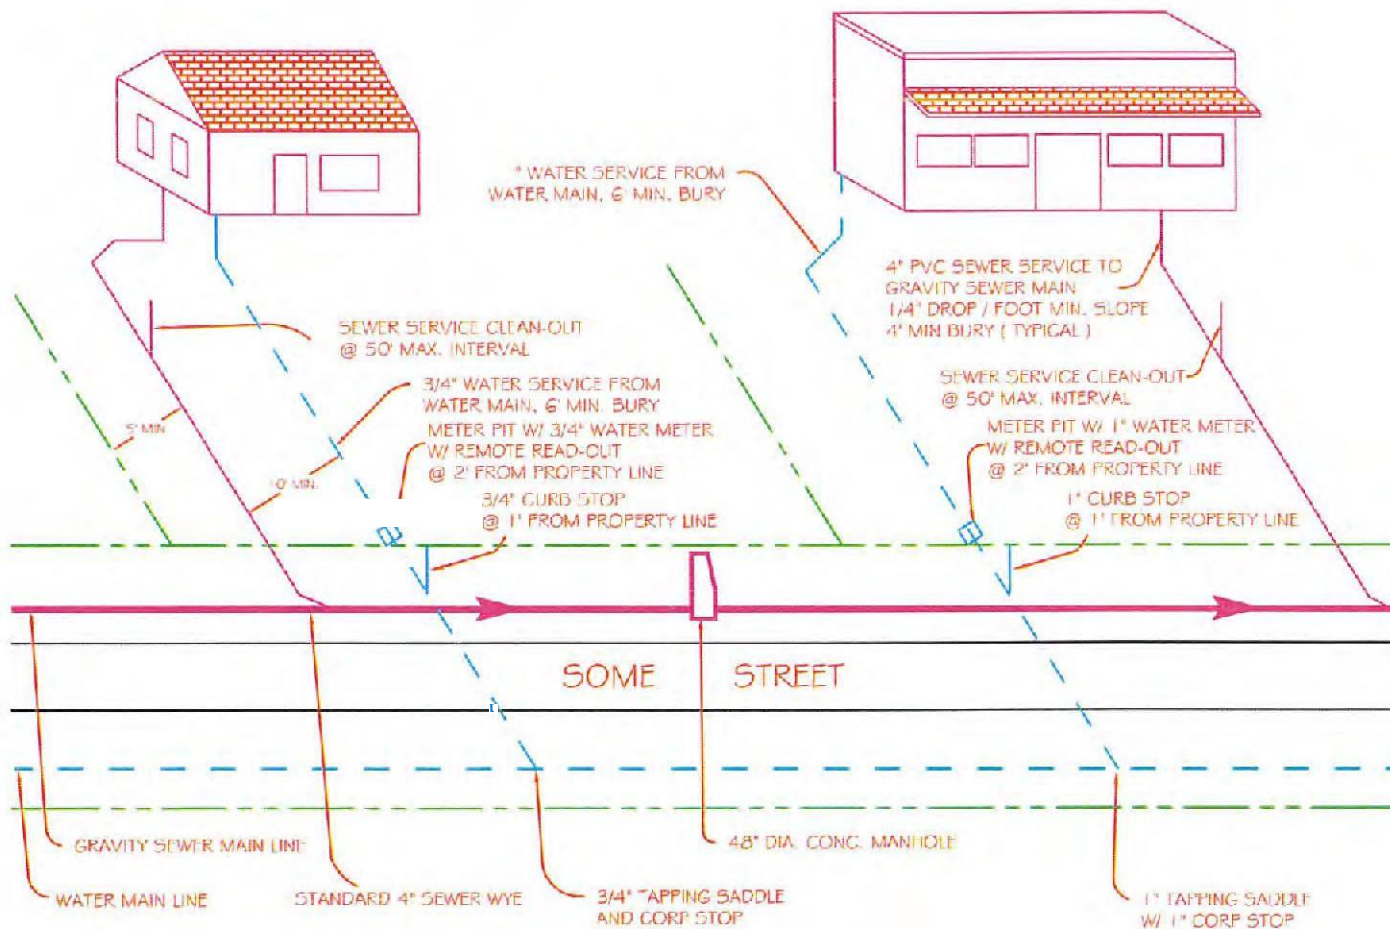 " WATER SERVICE FROM
WATER MAIN, 6' MIN. BURY
4" PVC SEWER SERVICE TO
GRAVITY SEWER MAIN
1/4" DROP / FOOT MIN. SLOPE
4' MIN BURY ( TYPICAL )
SEWER SERVICE CLEAN-OUT
@ 50' MAX. INTERVAL
SEWER SERVICE CLEAN-OUT
@ 50' MAX. INTERVAL
3/4" WATER SERVICE FROM
WATER MAIN, 6' MIN. BURY
5' MIN
10' MIN.
METER PIT W/ 3/4" WATER METER
W/ REMOTE READ-OUT
@ 2' FROM PROPERTY LINE
METER PIT W/ 1" WATER METER
W/ REMOTE READ-OUT
@ 2' FROM PROPERTY LINE
3/4" CURB STOP
@ 1' FROM PROPERTY LINE
1" CURB STOP
@ 1' FROM PROPERTY LINE
SOME STREET
GRAVITY SEWER MAIN LINE
48" DIA. CONC. MANHOLE
WATER MAIN LINE
STANDARD 4" SEWER WYE
3/4" TAPPING SADDLE
AND CORP STOP
1" TAPPING SADDLE
W/ 1" CORP STOP